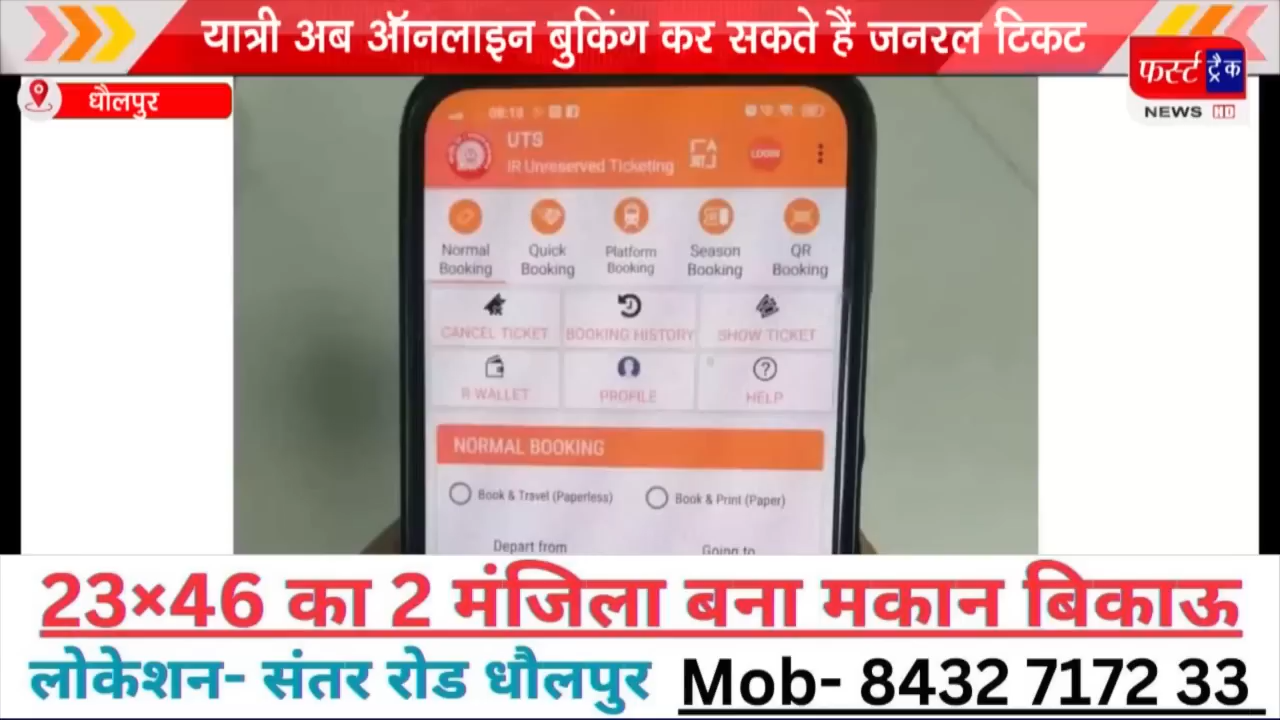 यात्री अब ऑनलाइन बुकिंग कर सकते हैं जनरल टिकट
फर्स्ट ट्रैक
NEWS HD
धौलपुर
UTS
IR Unreserved Ticketing
LOGIN
Normal Booking
Quick Booking
Platform Booking
Season Booking
QR Booking
CANCEL TICKET
BOOKING HISTORY
SHOW TICKET
R WALLET
PROFILE
HELP
NORMAL BOOKING
Book & Travel (Paperless)
Book & Print (Paper)
Depart from
Going to
23×46 का 2 मंजिला बना मकान बिकाऊ
लोकेशन- संतर रोड धौलपुर
Mob- 8432 7172 33